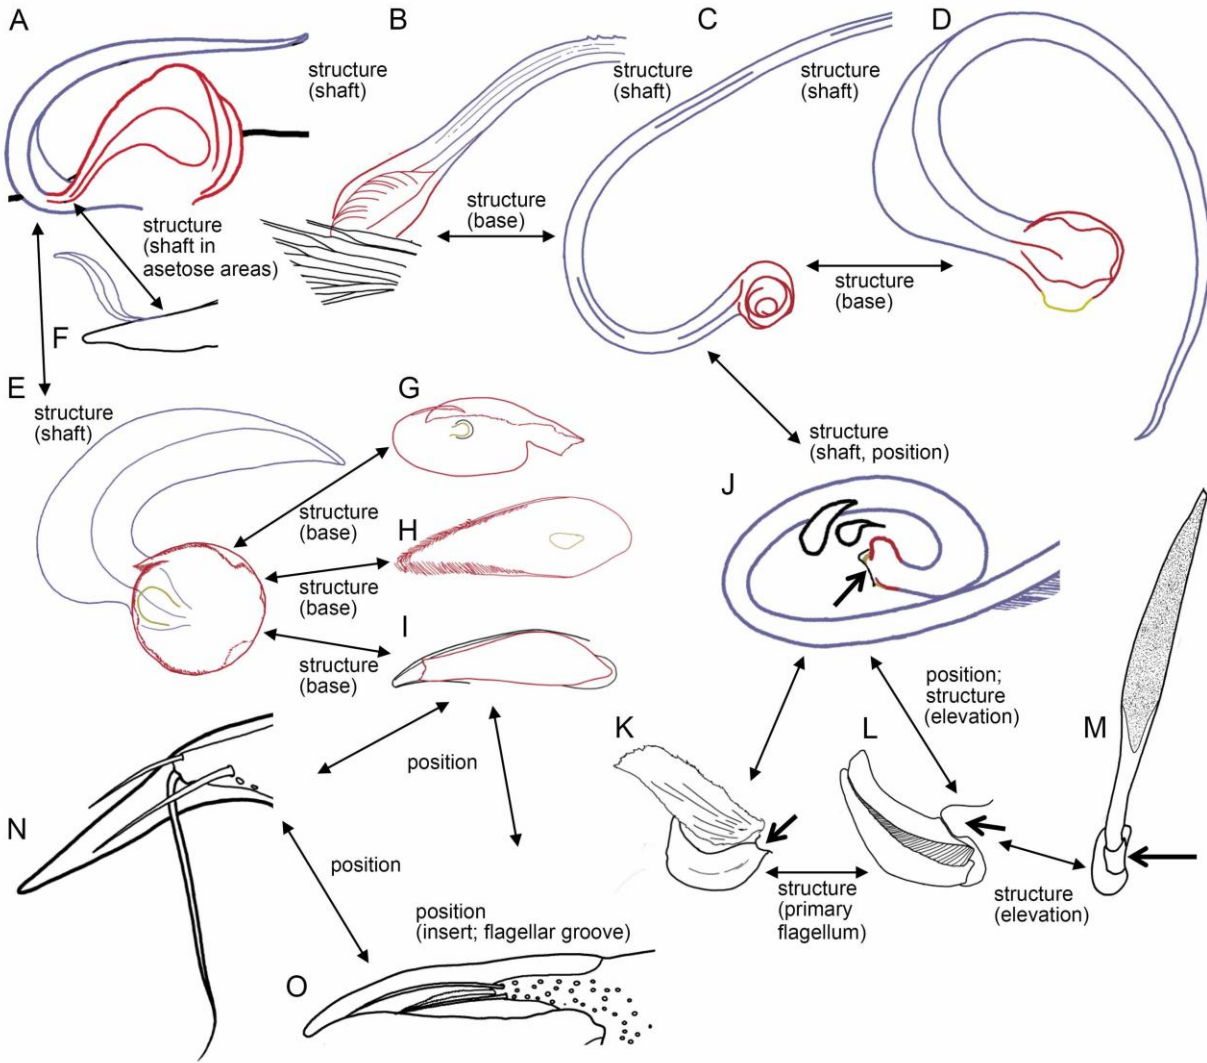 A
B
C
D
structure
(shaft)
structure
(shaft)
structure
(shaft)
structure
(base)
structure
(shaft in
asetose areas)
structure
(base)
F
E
structure
(shaft)
G
structure
(base)
H
structure
(base)
I
structure
(base)
structure
(shaft, position)
J
position;
structure
(elevation)
K
L
M
position
N
position
structure
(primary
flagellum)
structure
(elevation)
position
(insert; flagellar groove)
O